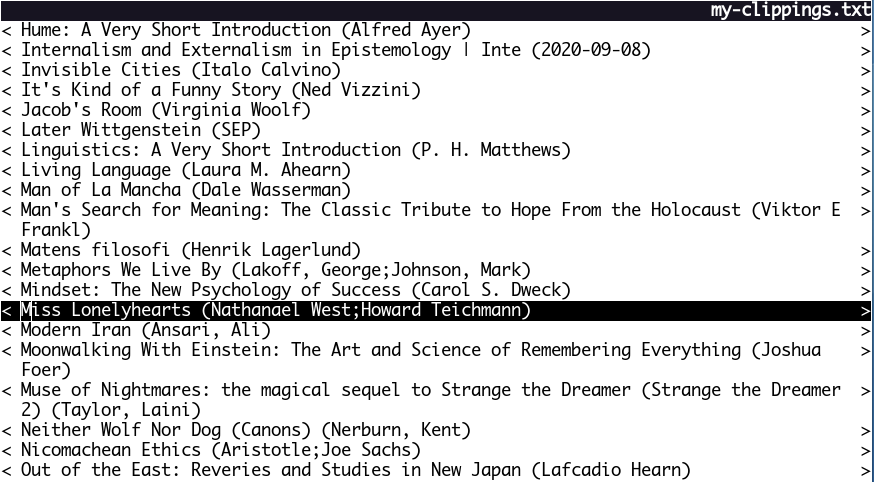 my-clippings.txt
< Hume: A Very Short Introduction (Alfred Ayer) >
< Internalism and Externalism in Epistemology | Inte (2020-09-08) >
< Invisible Cities (Italo Calvino) >
< It's Kind of a Funny Story (Ned Vizzini) >
< Jacob's Room (Virginia Woolf) >
< Later Wittgenstein (SEP) >
< Linguistics: A Very Short Introduction (P. H. Matthews) >
< Living Language (Laura M. Ahearn) >
< Man of La Mancha (Dale Wasserman) >
< Man's Search for Meaning: The Classic Tribute to Hope From the Holocaust (Viktor E >
Frankl)
< Matens filosofi (Henrik Lagerlund) >
< Metaphors We Live By (Lakoff, George;Johnson, Mark) >
< Mindset: The New Psychology of Success (Carol S. Dweck) >
< Miss Lonelyhearts (Nathanael West;Howard Teichmann) >
< Modern Iran (Ansari, Ali) >
< Moonwalking With Einstein: The Art and Science of Remembering Everything (Joshua >
Foer)
< Muse of Nightmares: the magical sequel to Strange the Dreamer (Strange the Dreamer >
2) (Taylor, Laini)
< Neither Wolf Nor Dog (Canons) (Nerburn, Kent) >
< Nicomachean Ethics (Aristotle;Joe Sachs) >
< Out of the East: Reveries and Studies in New Japan (Lafcadio Hearn) >